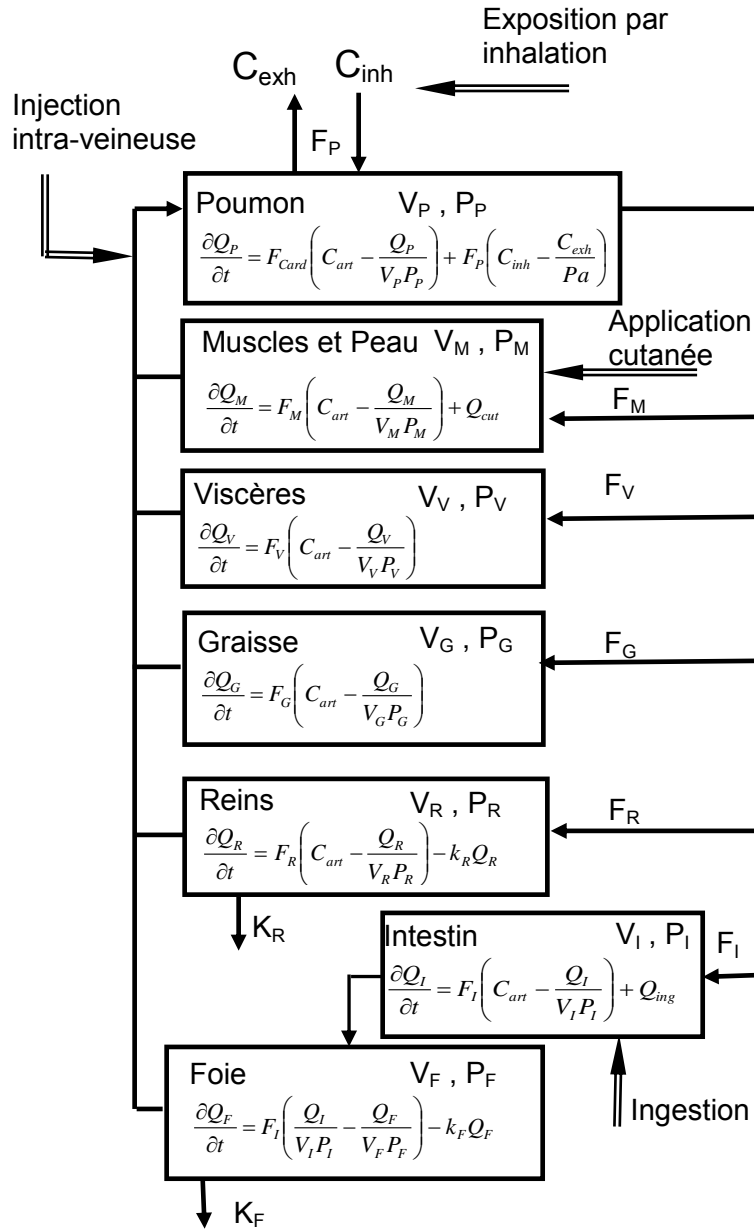 Exposition par
inhalation
C_exh C_inh
Injection
intra-veineuse
F_P
Poumon V_P , P_P
∂Q_P/∂t = F_Card (C_art − Q_P/(V_P P_P)) + F_P (C_inh − C_exh/Pa)
Application
cutanée
Muscles et Peau V_M , P_M
∂Q_M/∂t = F_M (C_art − Q_M/(V_M P_M)) + Q_cut
F_M
Viscères V_V , P_V
F_V
∂Q_V/∂t = F_V (C_art − Q_V/(V_V P_V))
Graisse V_G , P_G
F_G
∂Q_G/∂t = F_G (C_art − Q_G/(V_G P_G))
Reins V_R , P_R
F_R
∂Q_R/∂t = F_R (C_art − Q_R/(V_R P_R)) − k_R Q_R
K_R
Intestin V_I , P_I
F_I
∂Q_I/∂t = F_I (C_art − Q_I/(V_I P_I)) + Q_ing
Foie V_F , P_F
∂Q_F/∂t = F_I (Q_I/(V_I P_I) − Q_F/(V_F P_F)) − k_F Q_F
Ingestion
K_F